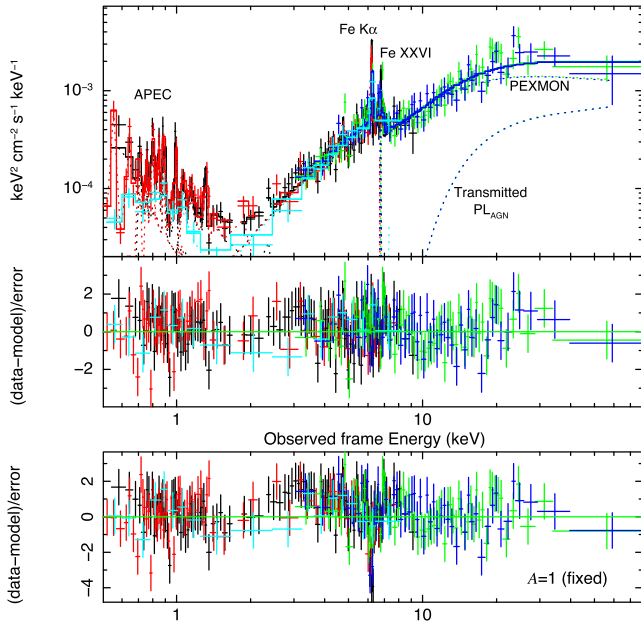 Fe Kα
Fe XXVI
APEC
PEXMON
Transmitted
PL_AGN
keV² cm⁻² s⁻¹ keV⁻¹
10⁻³
10⁻⁴
(data−model)/error
2
0
−2
1
10
Observed frame Energy (keV)
(data−model)/error
2
0
−2
−4
A=1 (fixed)
1
10